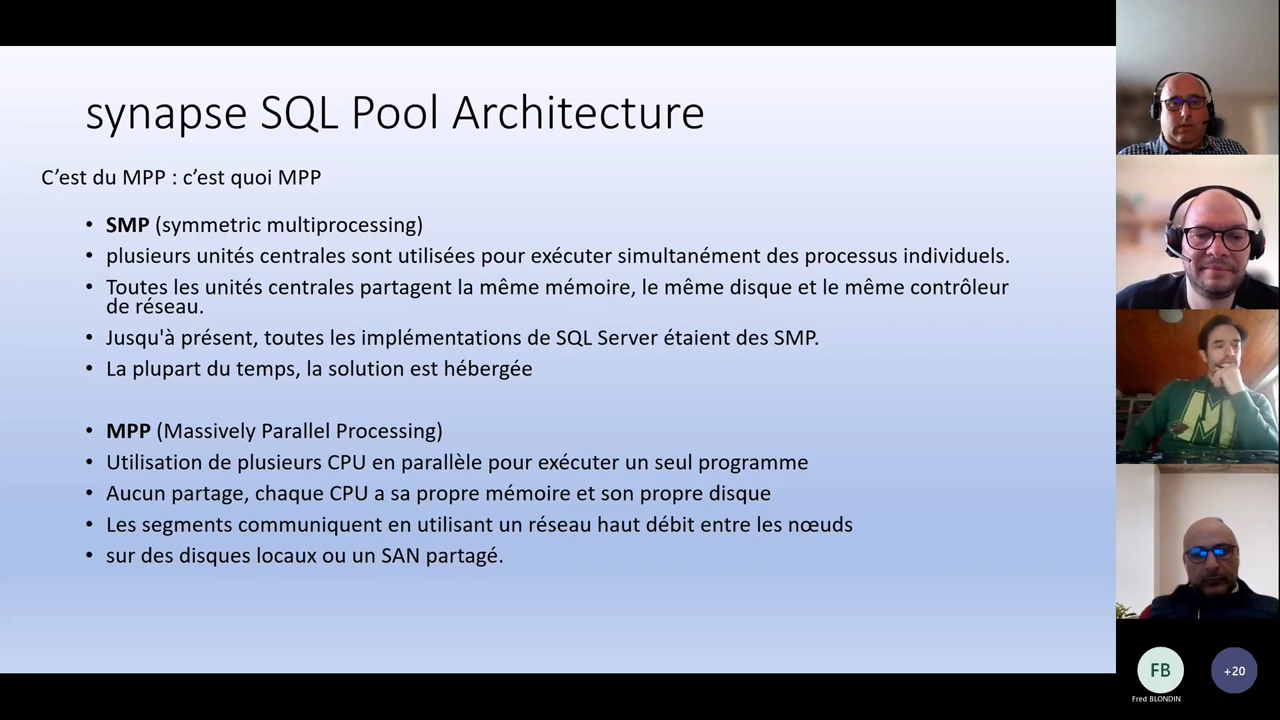 synapse SQL Pool Architecture
C’est du MPP : c’est quoi MPP
• SMP (symmetric multiprocessing)
• plusieurs unités centrales sont utilisées pour exécuter simultanément des processus individuels.
• Toutes les unités centrales partagent la même mémoire, le même disque et le même contrôleur
de réseau.
• Jusqu'à présent, toutes les implémentations de SQL Server étaient des SMP.
• La plupart du temps, la solution est hébergée
• MPP (Massively Parallel Processing)
• Utilisation de plusieurs CPU en parallèle pour exécuter un seul programme
• Aucun partage, chaque CPU a sa propre mémoire et son propre disque
• Les segments communiquent en utilisant un réseau haut débit entre les nœuds
• sur des disques locaux ou un SAN partagé.
FB
+20
Fred BLONDIN